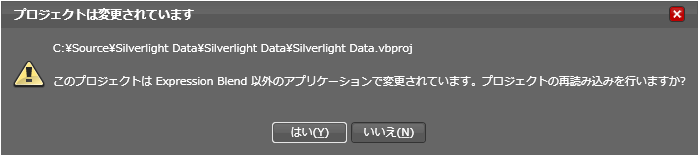 プロジェクトは変更されています
C:¥Source¥Silverlight Data¥Silverlight Data¥Silverlight Data.vbproj
このプロジェクトは Expression Blend 以外のアプリケーションで変更されています。プロジェクトの再読み込みを行いますか?
はい(Y)
いいえ(N)